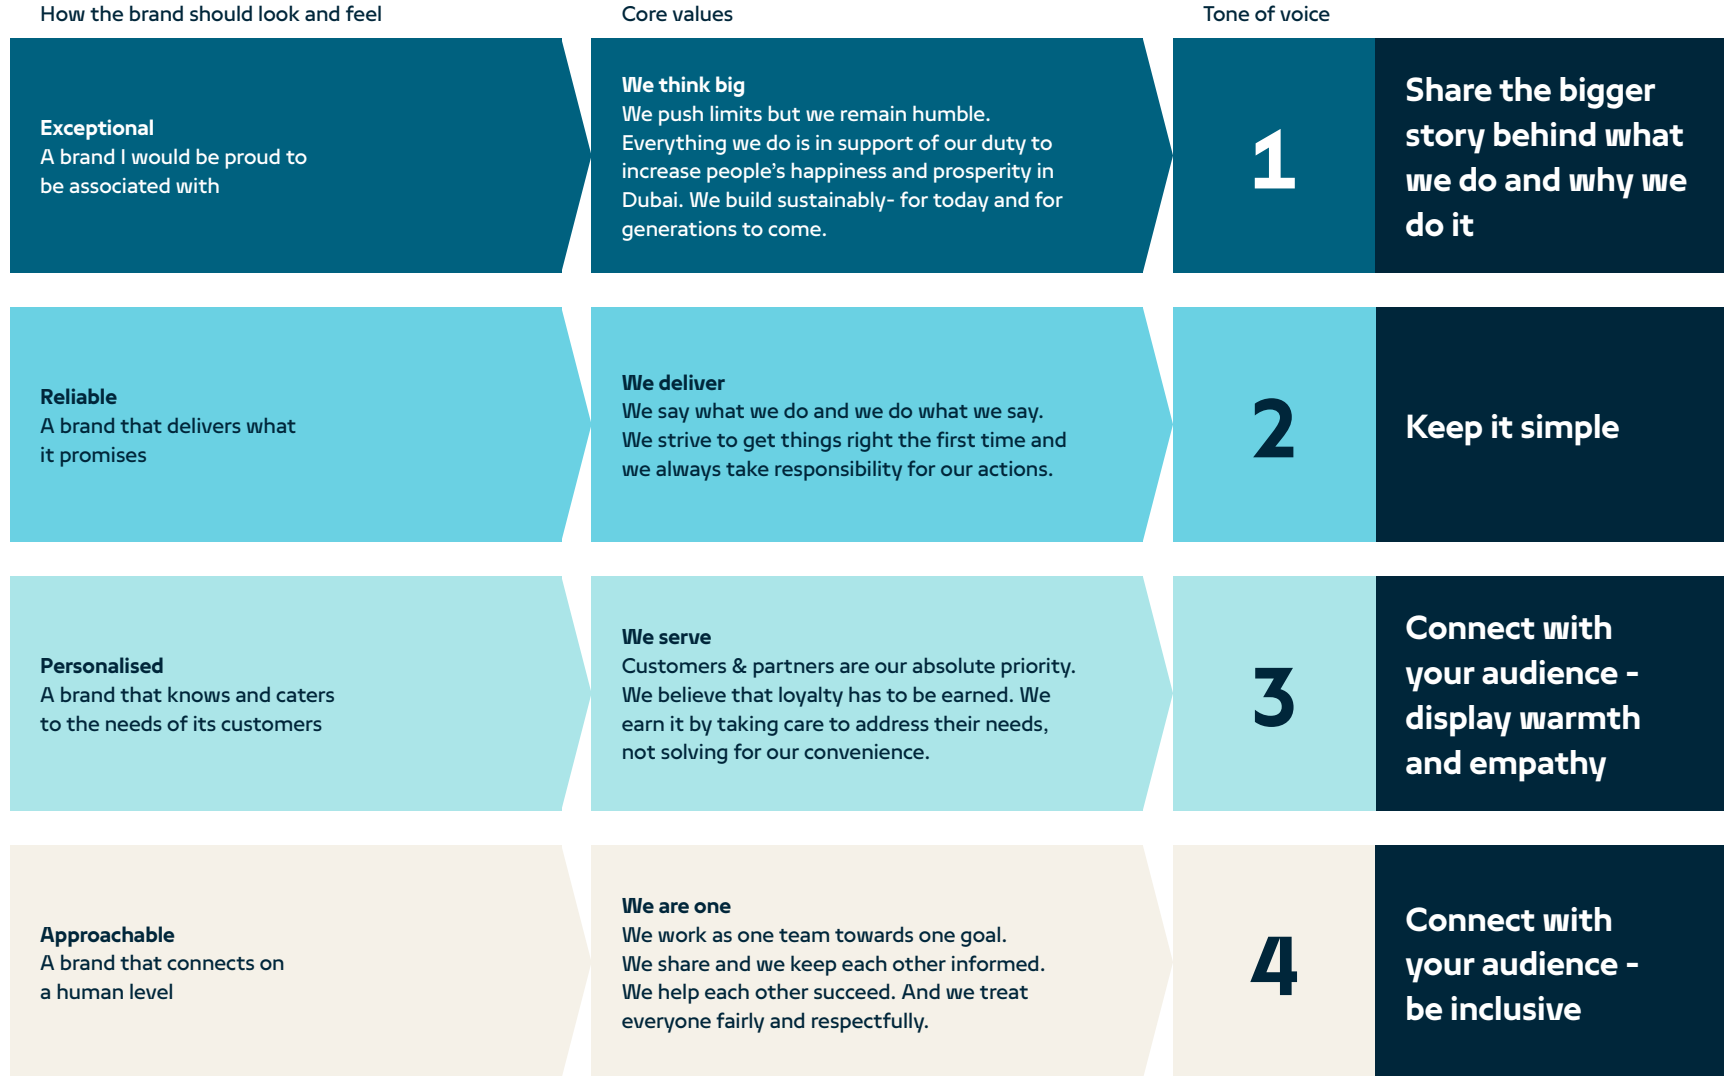 How the brand should look and feel
Core values
Tone of voice
Exceptional
A brand I would be proud to
be associated with
We think big
We push limits but we remain humble.
Everything we do is in support of our duty to
increase people's happiness and prosperity in
Dubai. We build sustainably- for today and for
generations to come.
1
Share the bigger
story behind what
we do and why we
do it
Reliable
A brand that delivers what
it promises
We deliver
We say what we do and we do what we say.
We strive to get things right the first time and
we always take responsibility for our actions.
2
Keep it simple
Personalised
A brand that knows and caters
to the needs of its customers
We serve
Customers & partners are our absolute priority.
We believe that loyalty has to be earned. We
earn it by taking care to address their needs,
not solving for our convenience.
3
Connect with
your audience -
display warmth
and empathy
Approachable
A brand that connects on
a human level
We are one
We work as one team towards one goal.
We share and we keep each other informed.
We help each other succeed. And we treat
everyone fairly and respectfully.
4
Connect with
your audience -
be inclusive